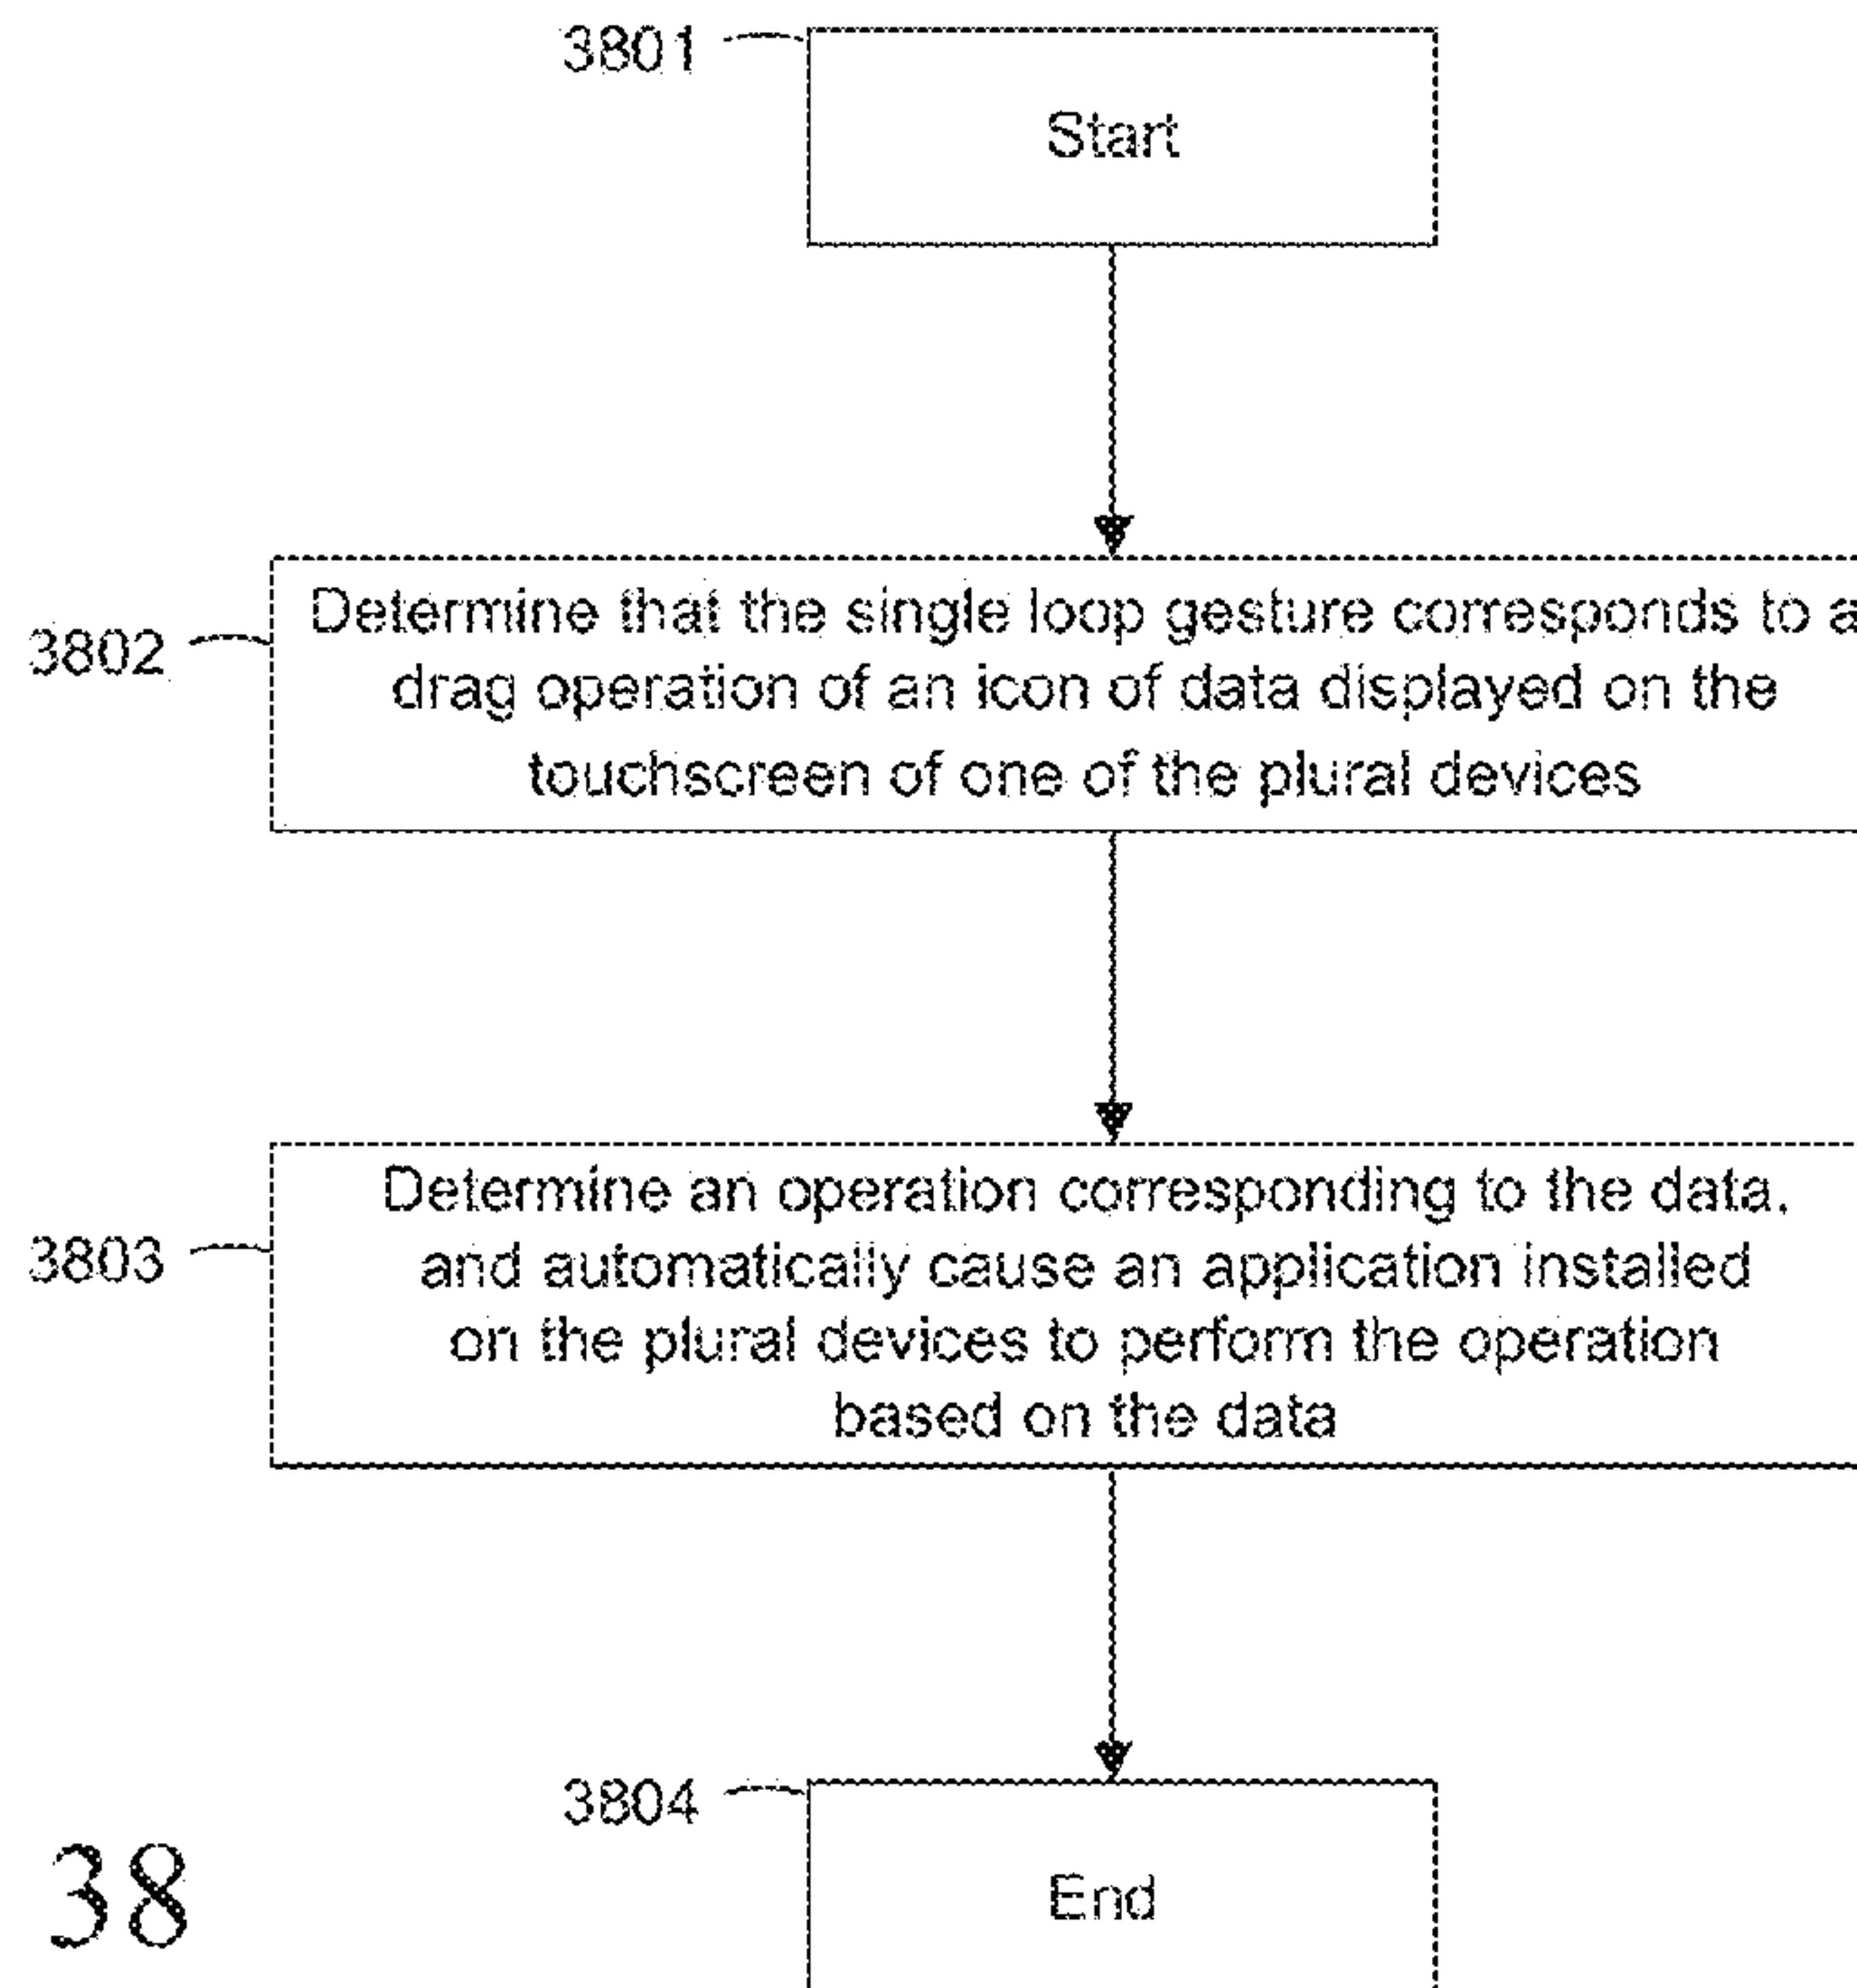 3801
Start
3802
Determine that the single loop gesture corresponds to a
drag operation of an icon of data displayed on the
touchscreen of one of the plural devices
3803
Determine an operation corresponding to the data,
and automatically cause an application installed
on the plural devices to perform the operation
based on the data
3804
End
38